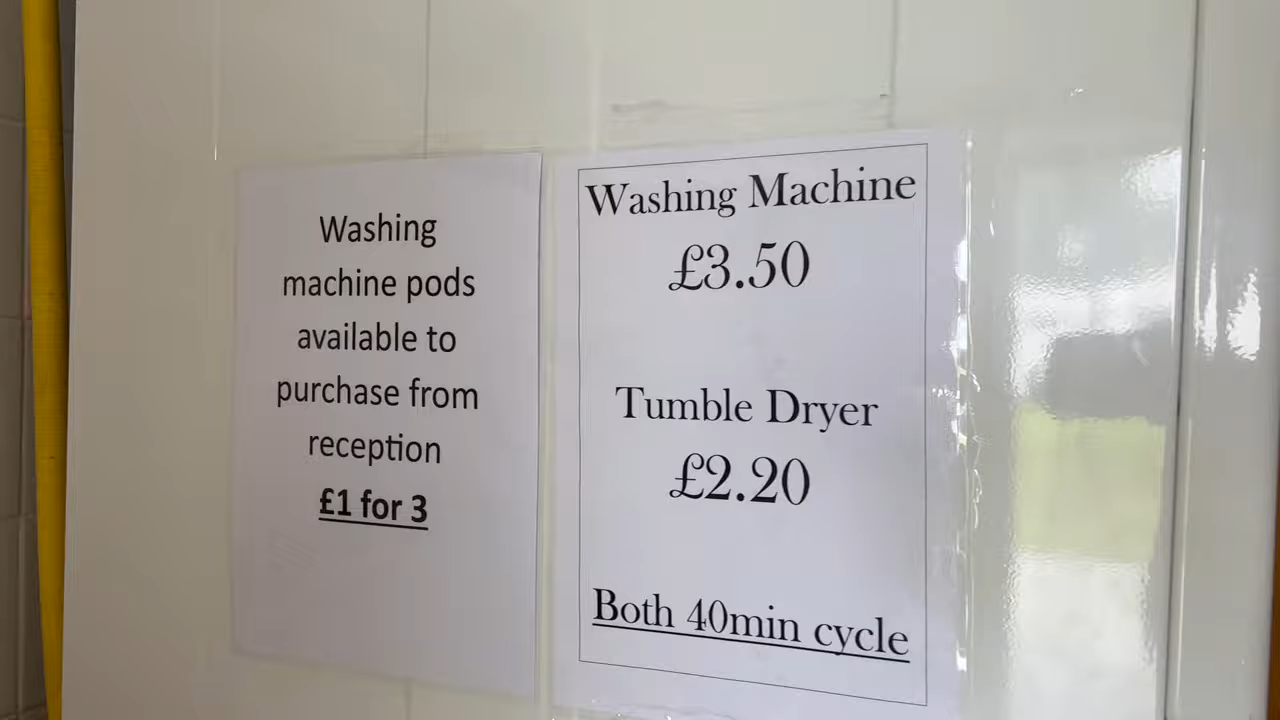 Washing
machine pods
available to
purchase from
reception
£1 for 3
Washing Machine
£3.50
Tumble Dryer
£2.20
Both 40min cycle